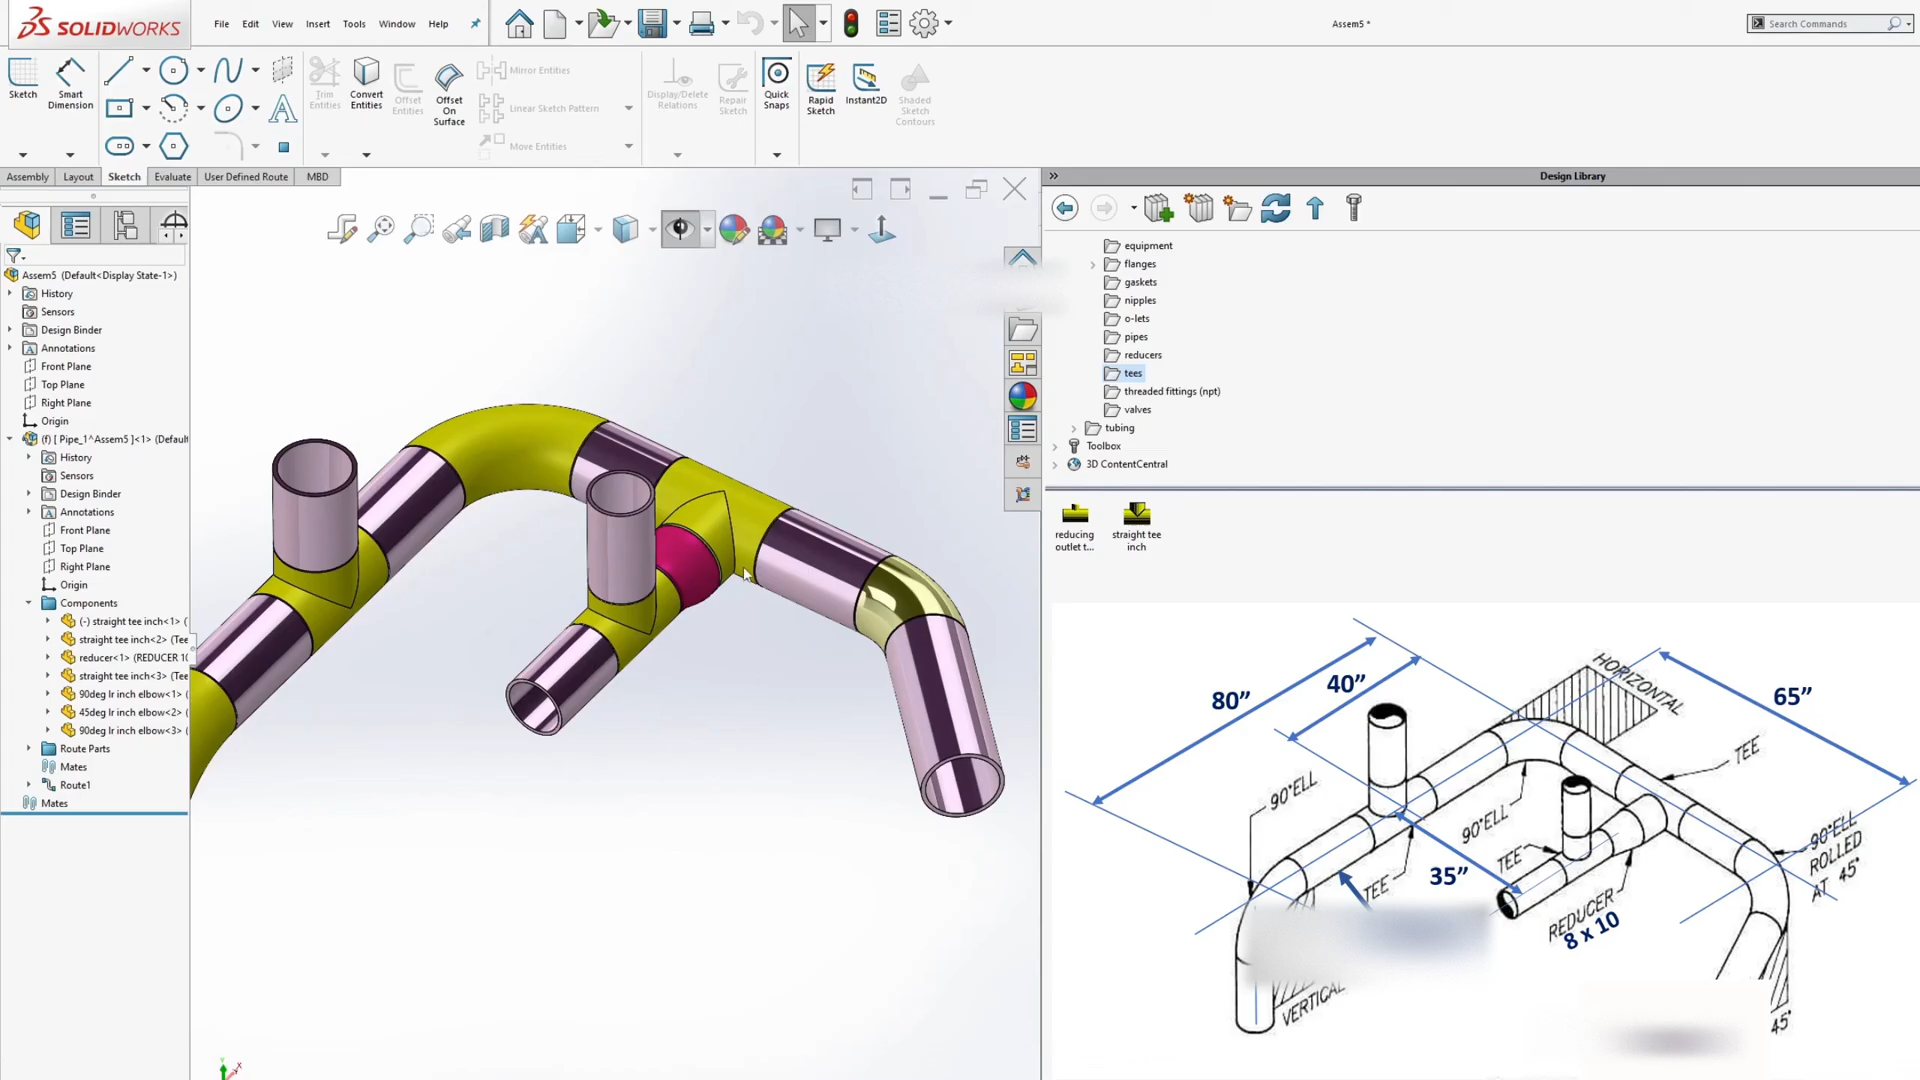 SOLIDWORKS
File Edit View Insert Tools Window Help
Assem5 *
Search Commands
Sketch
Smart Dimension
Trim Entities
Convert Entities
Offset Entities
Offset On Surface
Mirror Entities
Linear Sketch Pattern
Move Entities
Display/Delete Relations
Repair Sketch
Quick Snaps
Rapid Sketch
Instant2D
Shaded Sketch Contours
Assembly Layout Sketch Evaluate User Defined Route MBD
Design Library
Assem5 (Default<Display State-1>)
History
Sensors
Design Binder
Annotations
Front Plane
Top Plane
Right Plane
Origin
(f) [ Pipe_1^Assem5 ]<1> (Default
History
Sensors
Design Binder
Annotations
Front Plane
Top Plane
Right Plane
Origin
Components
(-) straight tee inch<1> (
straight tee inch<2> (Tee
reducer<1> (REDUCER 10
straight tee inch<3> (Tee
90deg lr inch elbow<1> (
45deg lr inch elbow<2> (
90deg lr inch elbow<3> (
Route Parts
Mates
Route1
Mates
equipment
flanges
gaskets
nipples
o-lets
pipes
reducers
tees
threaded fittings (npt)
valves
tubing
Toolbox
3D ContentCentral
reducing outlet t...
straight tee inch
80”
40”
HORIZONTAL
65”
TEE
90°ELL
90°ELL
TEE
35”
TEE
REDUCER
8 x 10
90°ELL
ROLLED
AT 45°
VERTICAL
45°